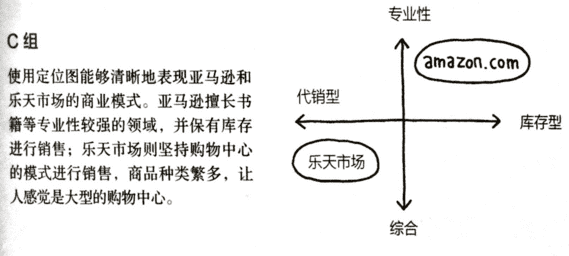 C组
使用定位图能够清晰地表现亚马逊和
乐天市场的商业模式。亚马逊擅长书
籍等专业性较强的领域，并保有库存
进行销售；乐天市场则坚持购物中心
的模式进行销售，商品种类繁多，让
人感觉是大型的购物中心。
专业性
amazon.com
代销型
库存型
乐天市场
综合